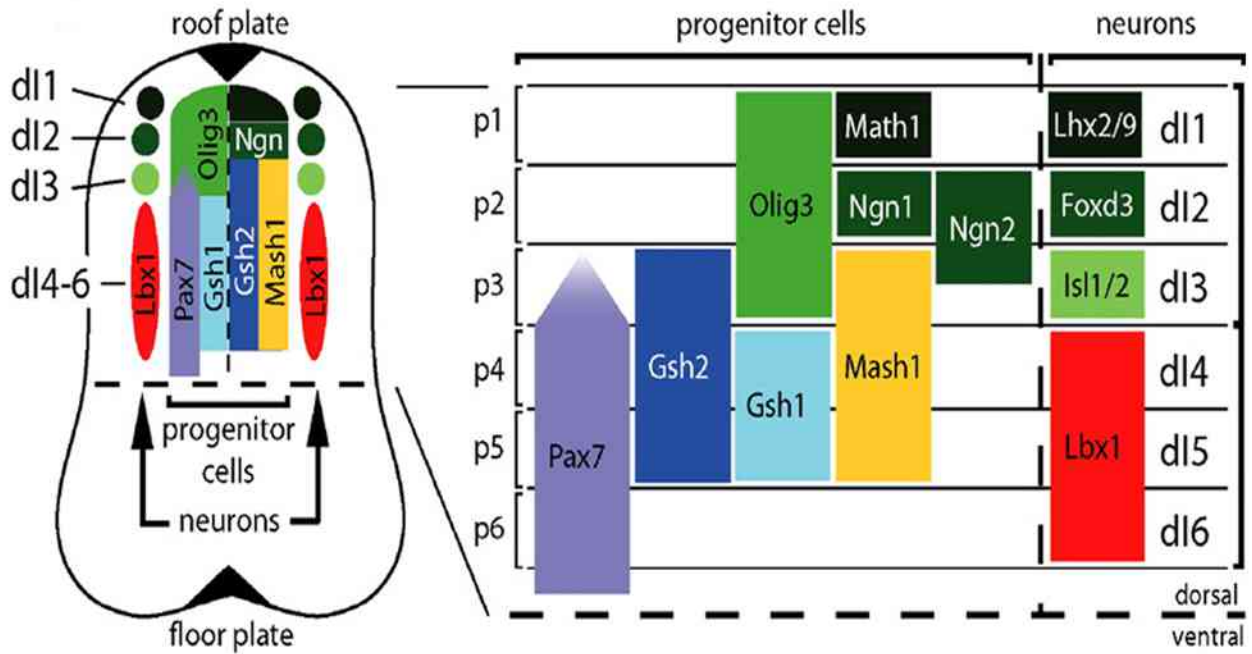 roof plate
dI1
dI2
dI3
dI4-6
Olig3
Ngn
Lbx1
Pax7
Gsh1
Gsh2
Mash1
Lbx1
progenitor
cells
neurons
floor plate
progenitor cells
neurons
p1
Math1
Lhx2/9
dI1
p2
Olig3
Ngn1
Ngn2
Foxd3
dI2
p3
Isl1/2
dI3
p4
Gsh2
Gsh1
Mash1
dI4
p5
Pax7
Lbx1
dI5
p6
dI6
dorsal
ventral